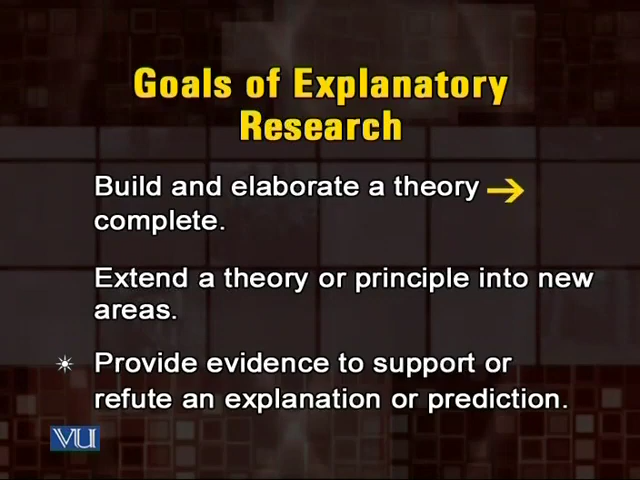 Goals of Explanatory
Research
Build and elaborate a theory →
complete.
Extend a theory or principle into new
areas.
Provide evidence to support or
refute an explanation or prediction.
VU